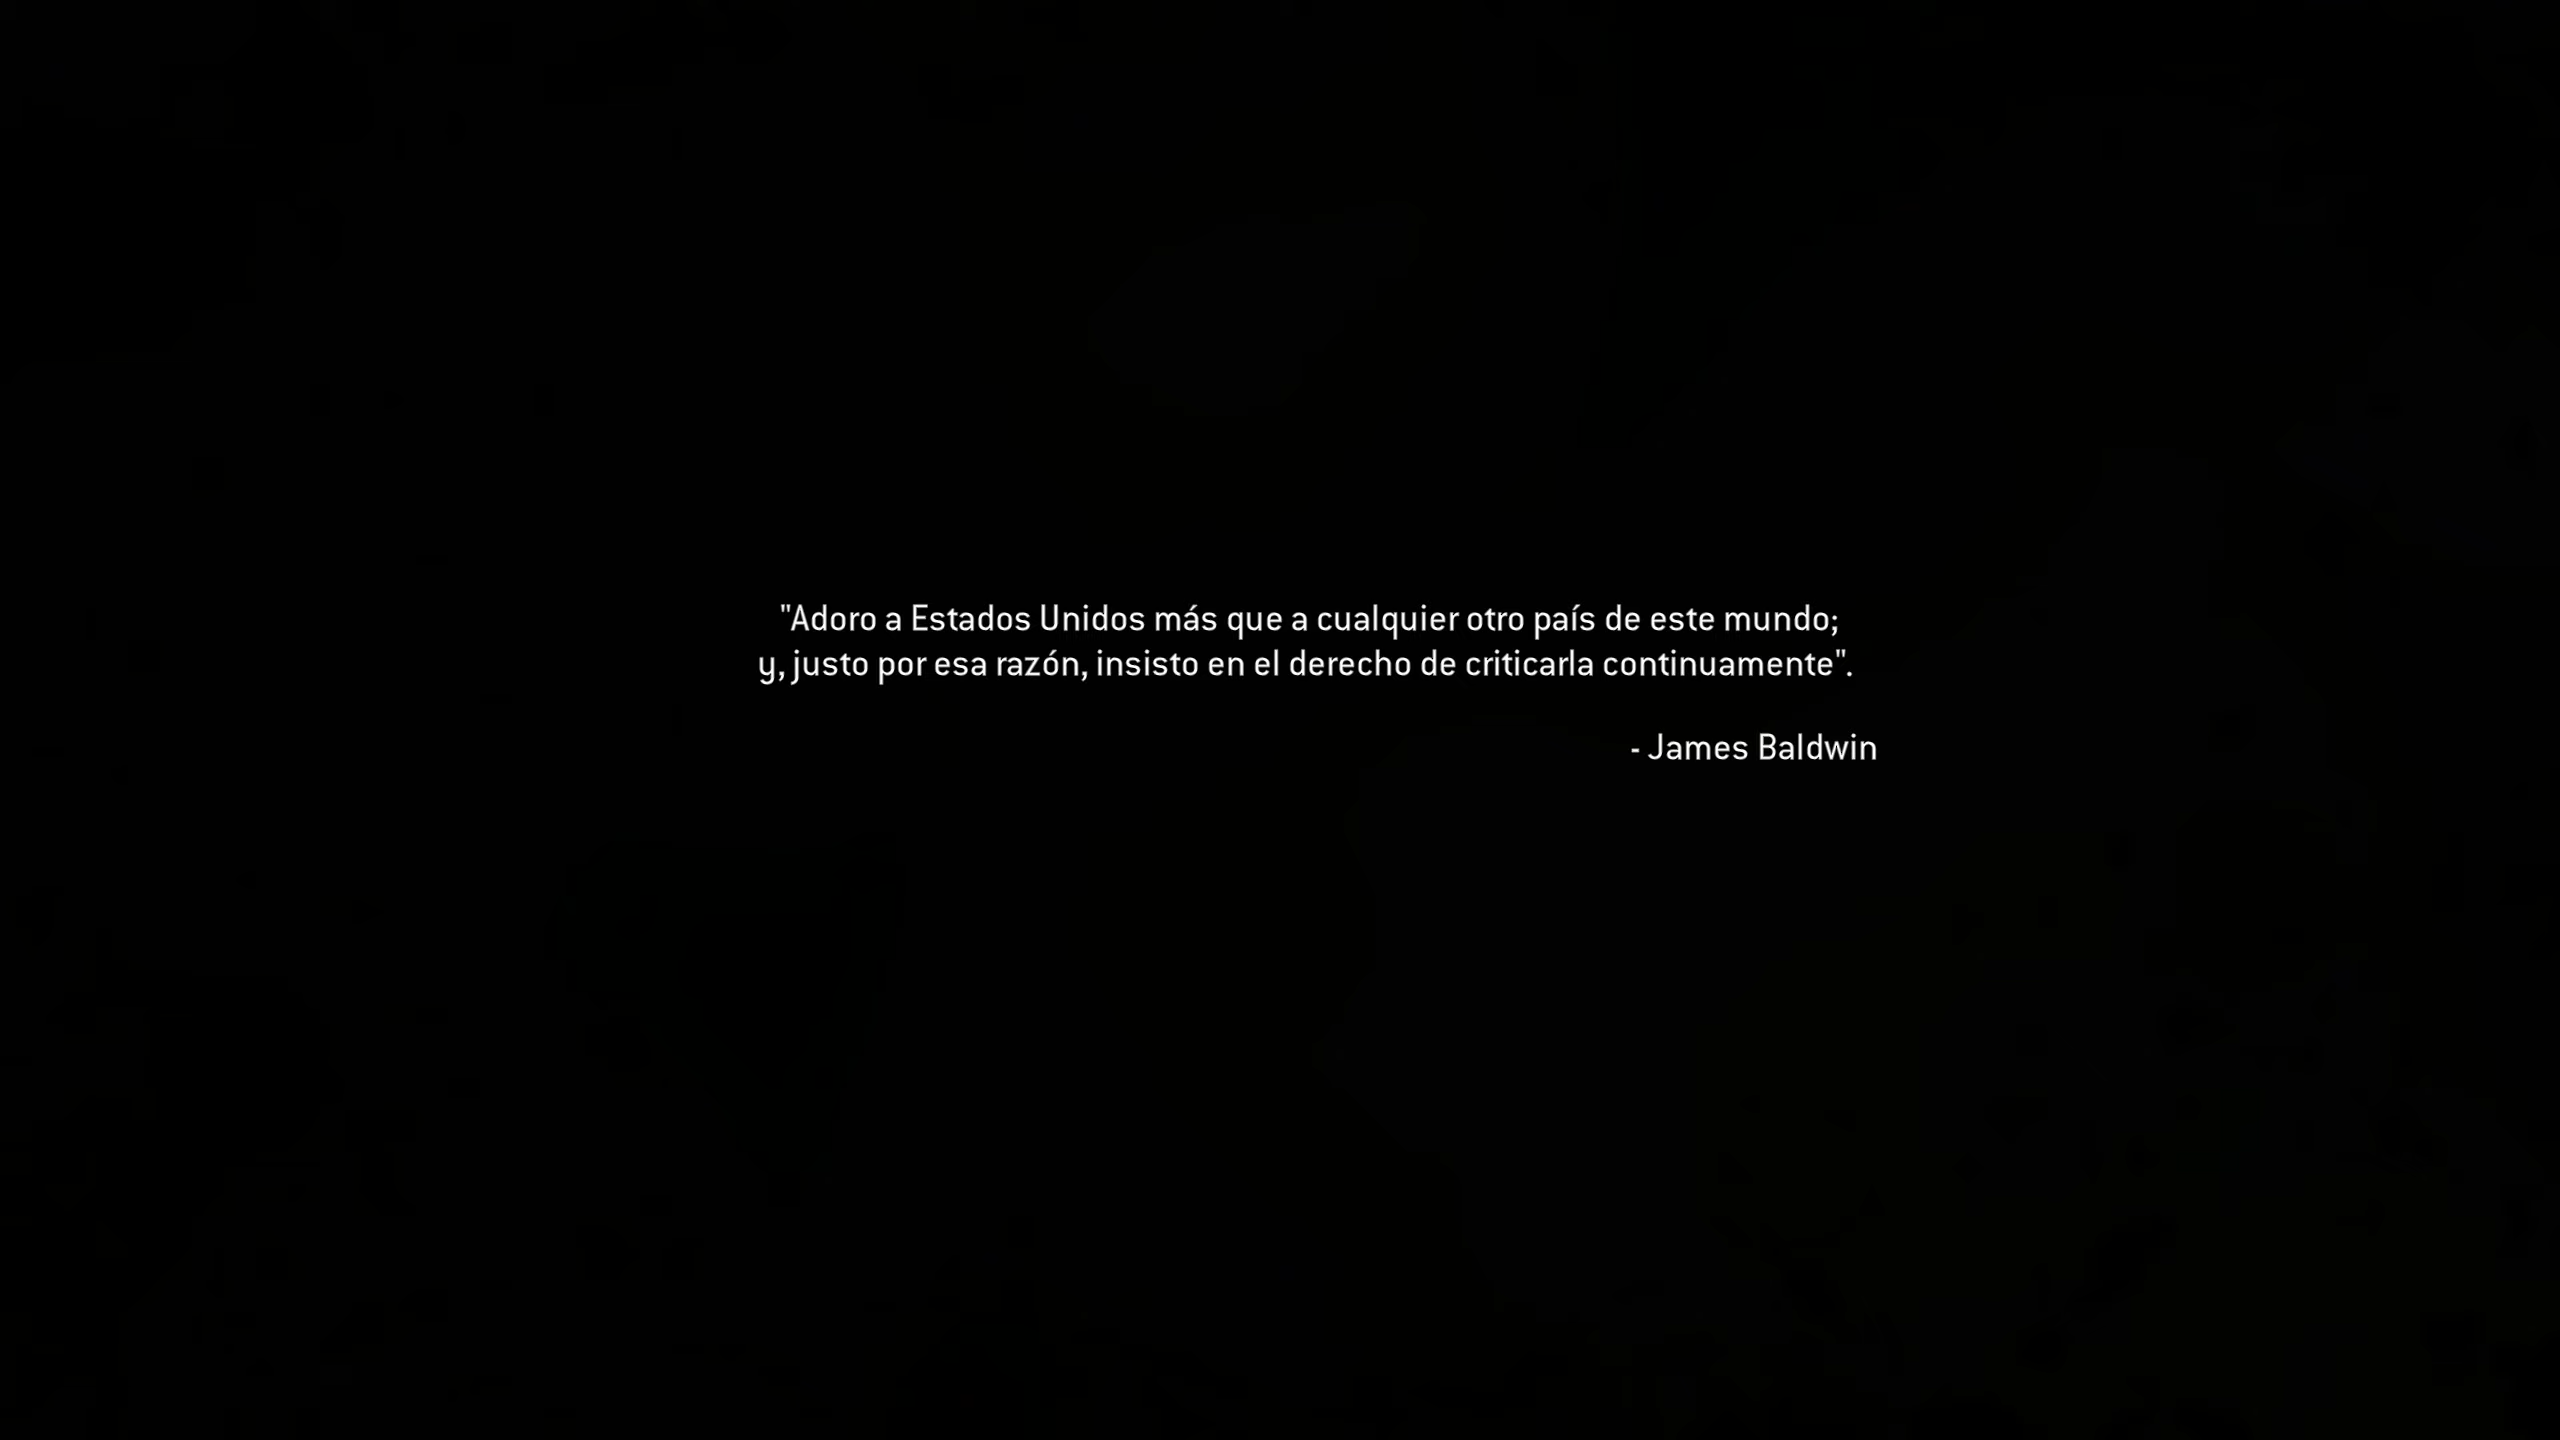 "Adoro a Estados Unidos más que a cualquier otro país de este mundo;
y, justo por esa razón, insisto en el derecho de criticarla continuamente".
- James Baldwin